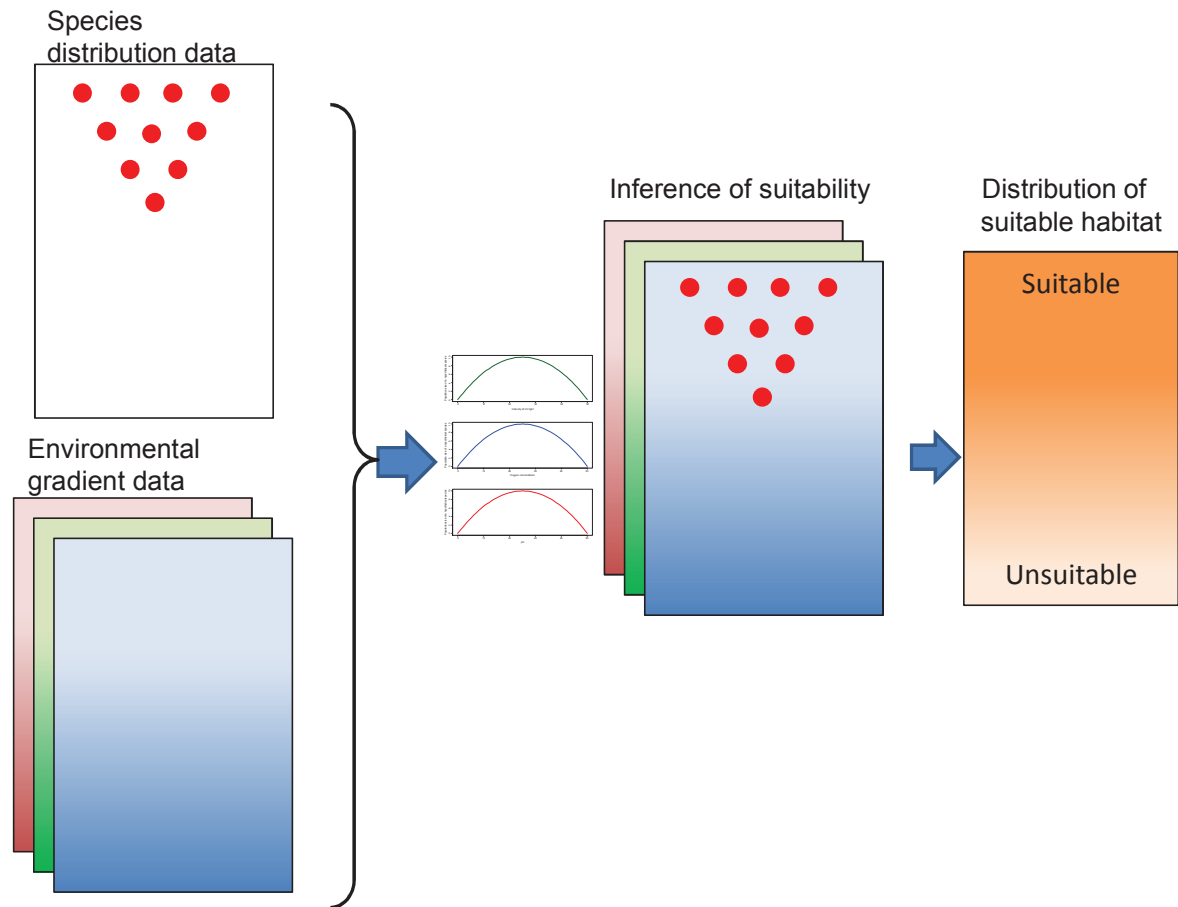 Species
distribution data
Environmental
gradient data
Inference of suitability
Distribution of
suitable habitat
Suitable
Unsuitable